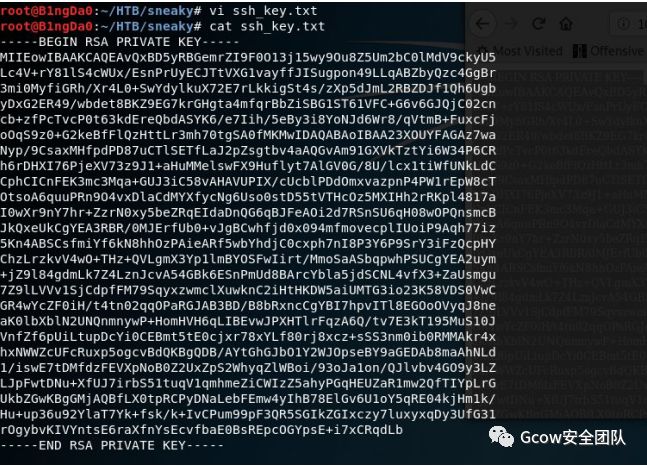 root@B1ngDa0:~/HTB/sneaky# vi ssh_key.txt
root@B1ngDa0:~/HTB/sneaky# cat ssh_key.txt
Most Visited Offensive
-----BEGIN RSA PRIVATE KEY-----
MIIEowIBAAKCAQEAvQxBD5yRBGemrZI9F0O13j15wy9Ou8Z5Um2bC0lMdV9ckyU5
Lc4V+rY81lS4cWUx/EsnPrUyECJTtVXG1vayffJISugpon49LLqABZbyQzc4GgBr
3mi0MyfiGRh/Xr4L0+SwYdylkuX72E7rLkkigSt4s/zXp5dJmL2RBZDJf1Qh6Ugb
yDxG2ER49/wbdet8BKZ9EG7krGHgta4mfqrBbZiSBG1ST61VFC+G6v6GJQjC02cn
cb+zfPcTvcP0t63kdEreQbdASYK6/e7Iih/5eBy3i8YoNJd6Wr8/qVtmB+FuxcFj
oOqS9z0+G2keBfFlQzHttLr3mh70tgSA0fMKMwIDAQABAoIBAA23XOUYFAGAz7wa
Nyp/9CsaxMHfpdPD87uCTlSETfLaJ2pZsgtbv4aAQGvAm91GXVkTztYi6W34P6CR
h6rDHXI76PjeXV73z9J1+aHuMMelswFX9Huflyt7AlGV0G/8U/lcx1tiWfUNkLdC
CphCICnFEK3mc3Mqa+GUJ3iC58vAHAVUPIX/cUcblPDdOmxvazpnP4PW1rEpW8cT
OtsoA6quuPRn9O4vxDlaCdMYXfycNg6Uso0stD55tVTHcOz5MXIHh2rRKpl4817a
I0wXr9nY7hr+ZzrN0xy5beZRqEIdaDnQG6qBJFeAOi2d7RSnSU6qH08wOPQnsmcB
JkQxeUkCgYEA3RBR/0MJErfUb0+vJgBCwhfjd0x094mfmovecplIUoiP9Aqh77iz
5Kn4ABSCsfmiYf6kN8hhOzPAieARf5wbYhdjC0cxph7nI8P3Y6P9SrY3iFzQcpHY
ChzLrzkvV4wO+THz+QVLgmX3Yp1lmBYOSFwIirt/MmoSaASbqpwhPSUCgYEA2uym
+jZ9l84gdmLk7Z4LznJcvA54GBk6ESnPmUd8BArcYbla5jdSCNL4vfX3+ZaUsmgu
7Z9lLVVv1SjCdpfFM79SqyxzwmclXuwknC2iHtHKDW5aiUMTG3io23K58VDS0VwC
GR4wYcZF0iH/t4tn02qqOPaRGJAB3BD/B8bRxncCgYBI7hpvITl8EGOoOVyqJ8ne
aK0lbXblN2UNQnmnywP+HomHVH6qLIBEvwJPXHTlrFqzA6Q/tv7E3kT195MuS10J
VnfZf6pUiLtupDcYi0CEBmt5tE0cjxr78xYLf80rj8xcz+sSS3nm0ib0RMMAkr4x
hxNWWZcUFcRuxp5ogcvBdQKBgQDB/AYtGhGJbO1Y2WJOpseBY9aGEDAb8maAhNLd
1/iswE7tDMfdzFEVXpNoB0Z2UxZpS2WhyqZlWBoi/93oJa1on/QJlvbv4GO9y3LZ
LJpFwtDNu+XfUJ7irbS51tuqV1qmhmeZiCWIzZ5ahyPGqHEUZaR1mw2QfTIYpLrG
UkbZGwKBgGMjAQBfLX0tpRCPyDNaLebFEmw4yIhB78ElGv6U1oY5qRE04kjHm1k/
Hu+up36u92YlaT7Yk+fsk/k+IvCPum99pF3QR5SGIkZGIxczy7luxyxqDy3UfG31
rOgybvKIVYntsE6raXfnYsEcvfbaE0BsREpcOGYpsE+i7xCRqdLb
-----END RSA PRIVATE KEY-----
Gcow安全团队